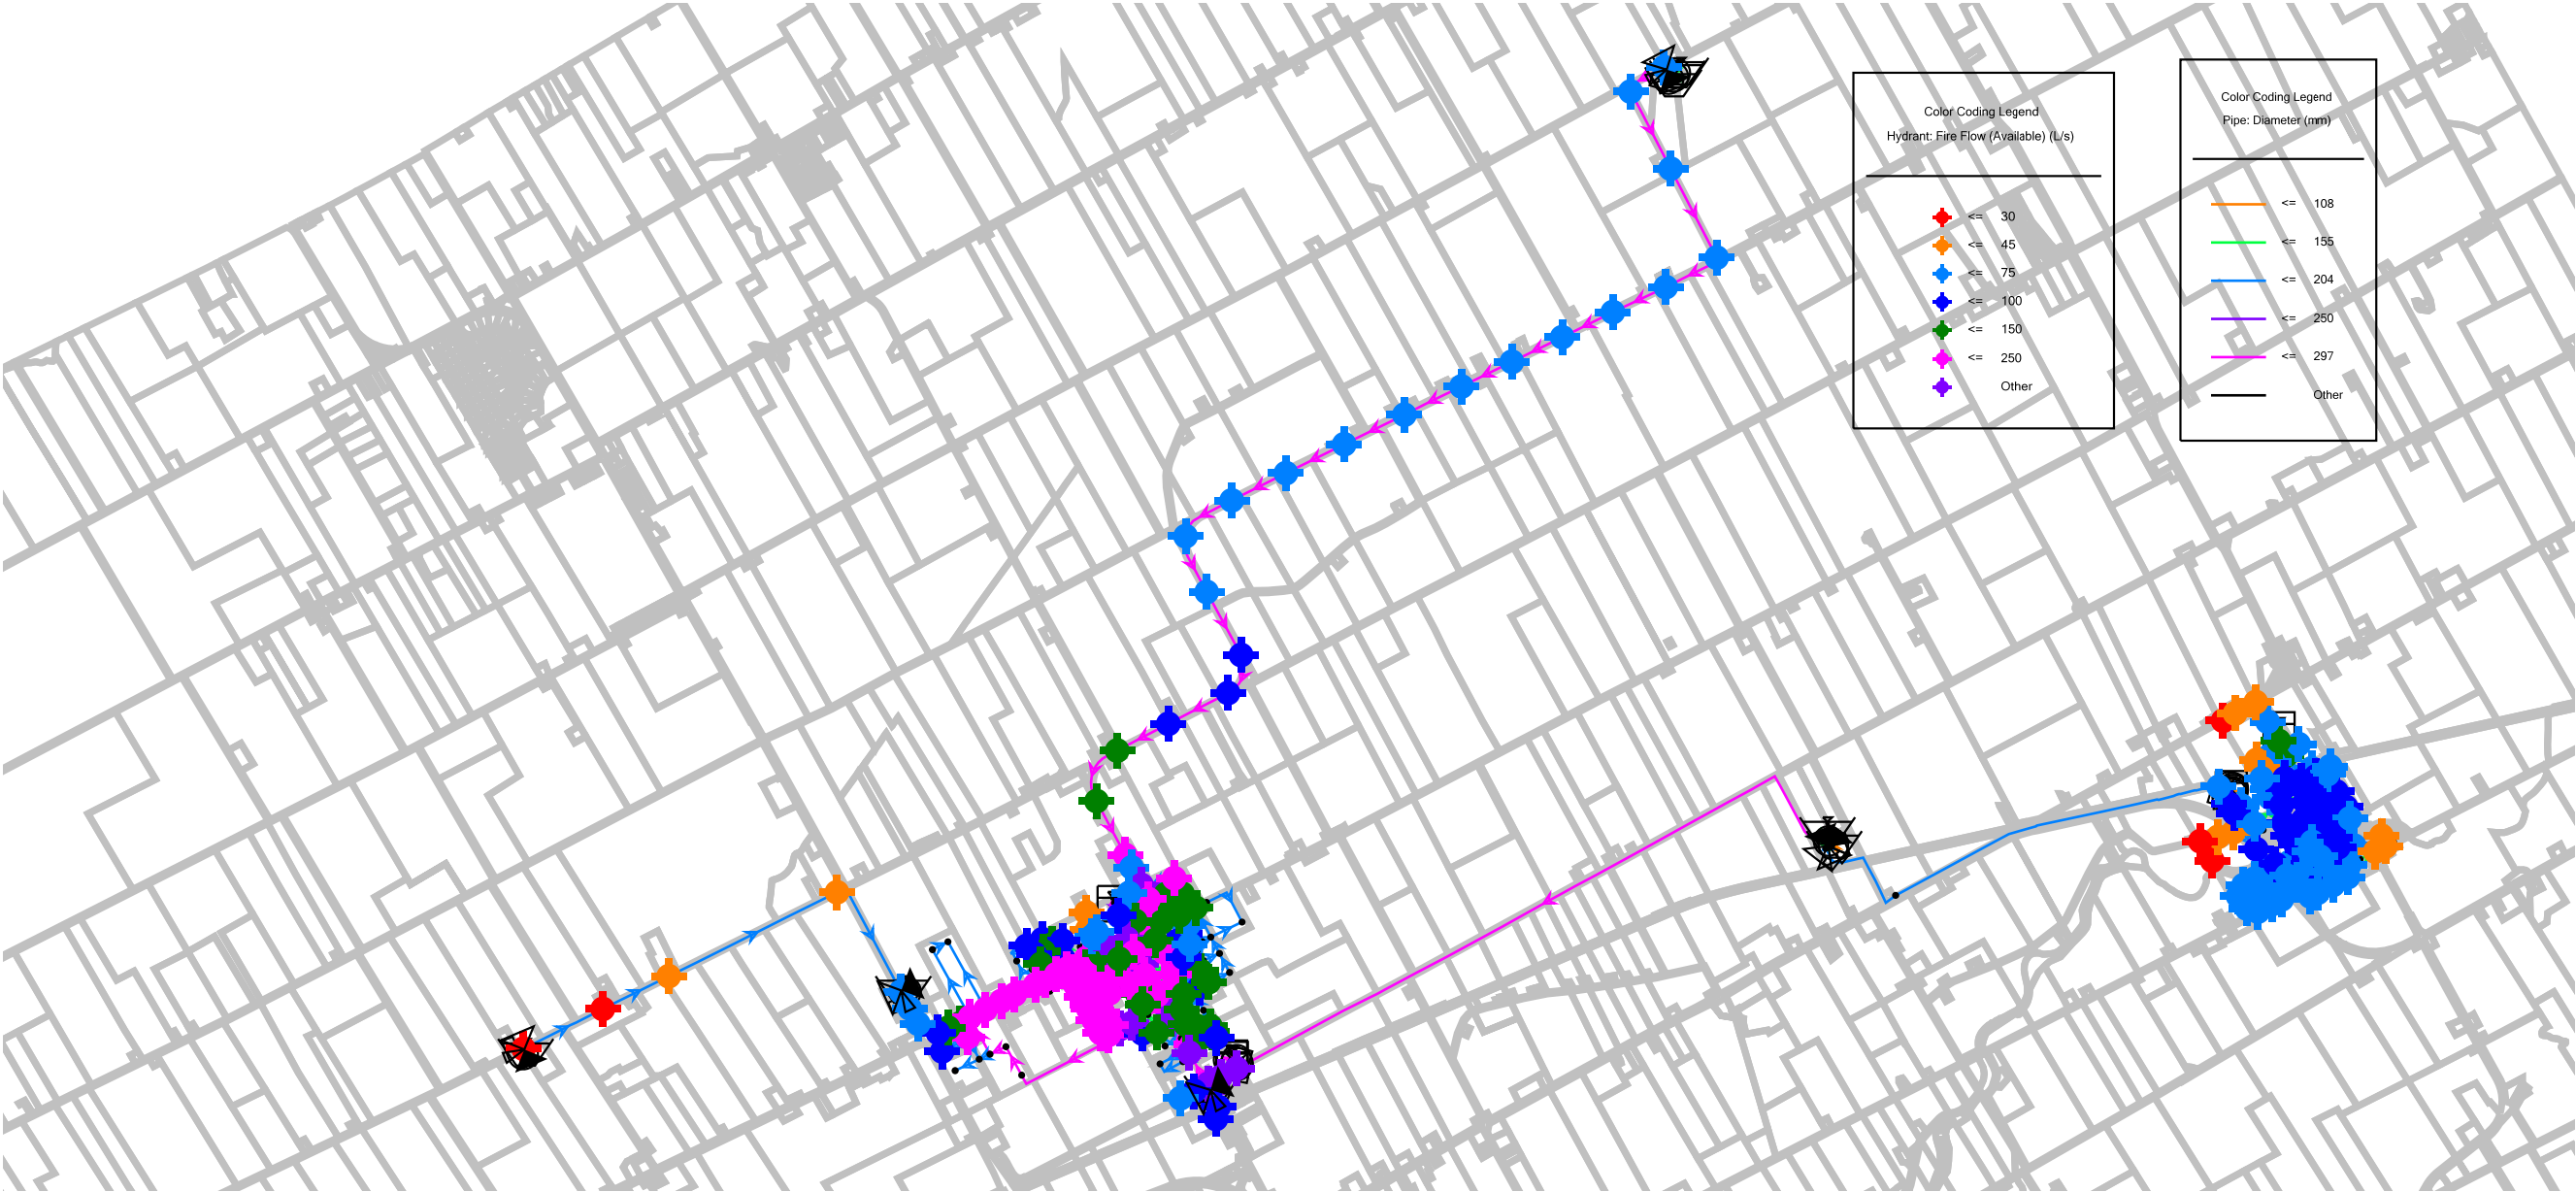 Color Coding Legend
Hydrant: Fire Flow (Available) (L/s)
<= 30
<= 45
<= 75
<= 100
<= 150
<= 250
Other
Color Coding Legend
Pipe: Diameter (mm)
<= 108
<= 155
<= 204
<= 250
<= 297
Other